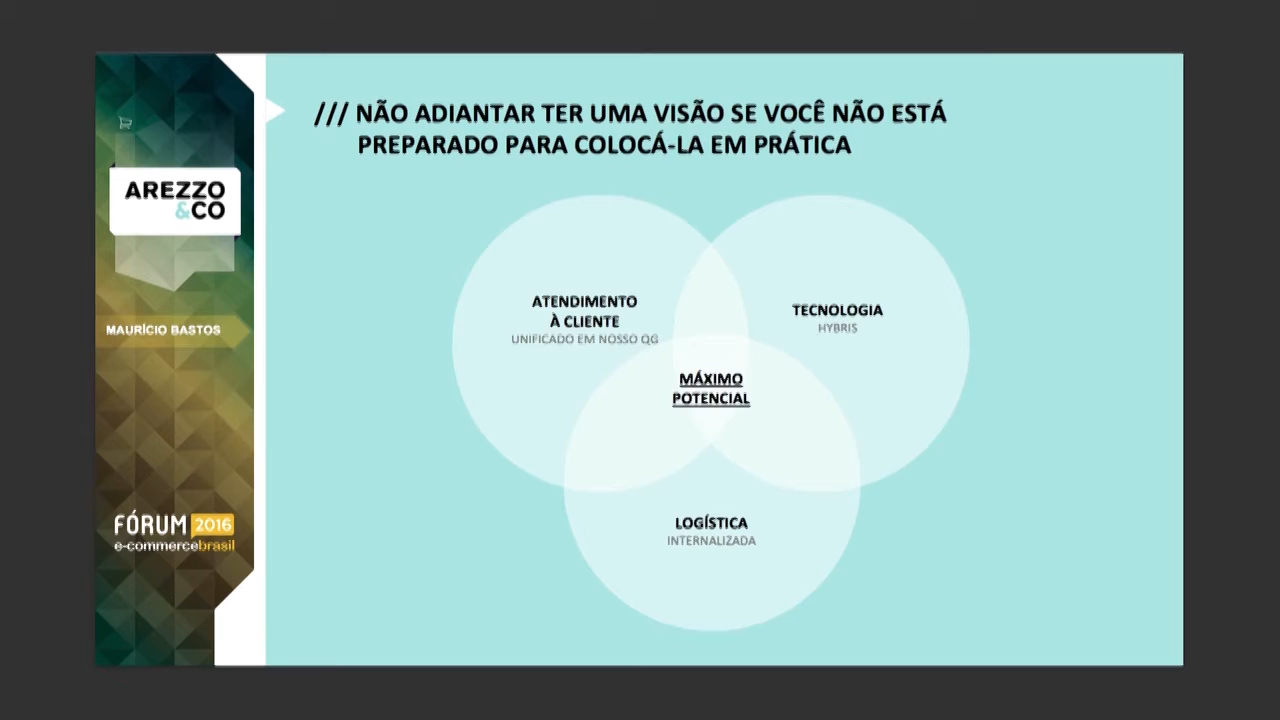 /// NÃO ADIANTAR TER UMA VISÃO SE VOCÊ NÃO ESTÁ
PREPARADO PARA COLOCÁ-LA EM PRÁTICA
AREZZO
&CO
MAURÍCIO BASTOS
FÓRUM 2016
e-commercebrasil
ATENDIMENTO
À CLIENTE
UNIFICADO EM NOSSO QG
TECNOLOGIA
HYBRIS
MÁXIMO
POTENCIAL
LOGÍSTICA
INTERNALIZADA